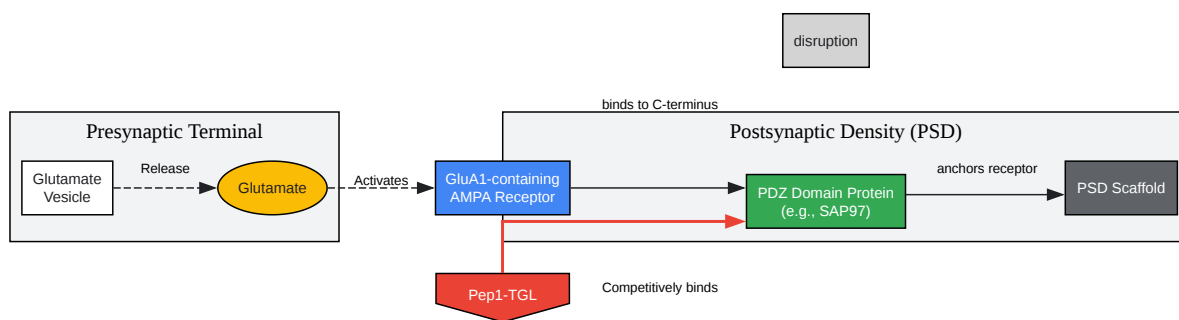 disruption
binds to C-terminus
Presynaptic Terminal
Postsynaptic Density (PSD)
Glutamate
Vesicle
Release
Glutamate
Activates
GluA1-containing
AMPA Receptor
PDZ Domain Protein
(e.g., SAP97)
anchors receptor
PSD Scaffold
Pep1-TGL
Competitively binds